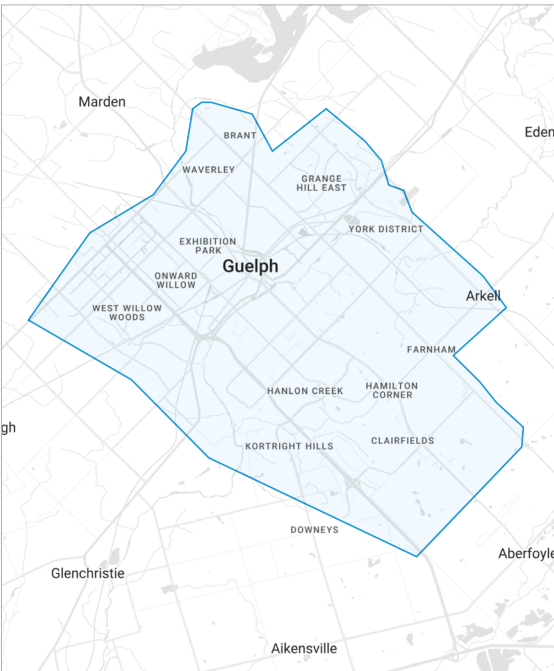 Marden
Eden
BRANT
WAVERLEY
GRANGE
HILL EAST
YORK DISTRICT
EXHIBITION
PARK
Guelph
ONWARD
WILLOW
Arkell
WEST WILLOW
WOODS
FARNHAM
HANLON CREEK
HAMILTON
CORNER
gh
CLAIRFIELDS
KORTRIGHT HILLS
DOWNEYS
Aberfoyle
Glenchristie
Aikensville